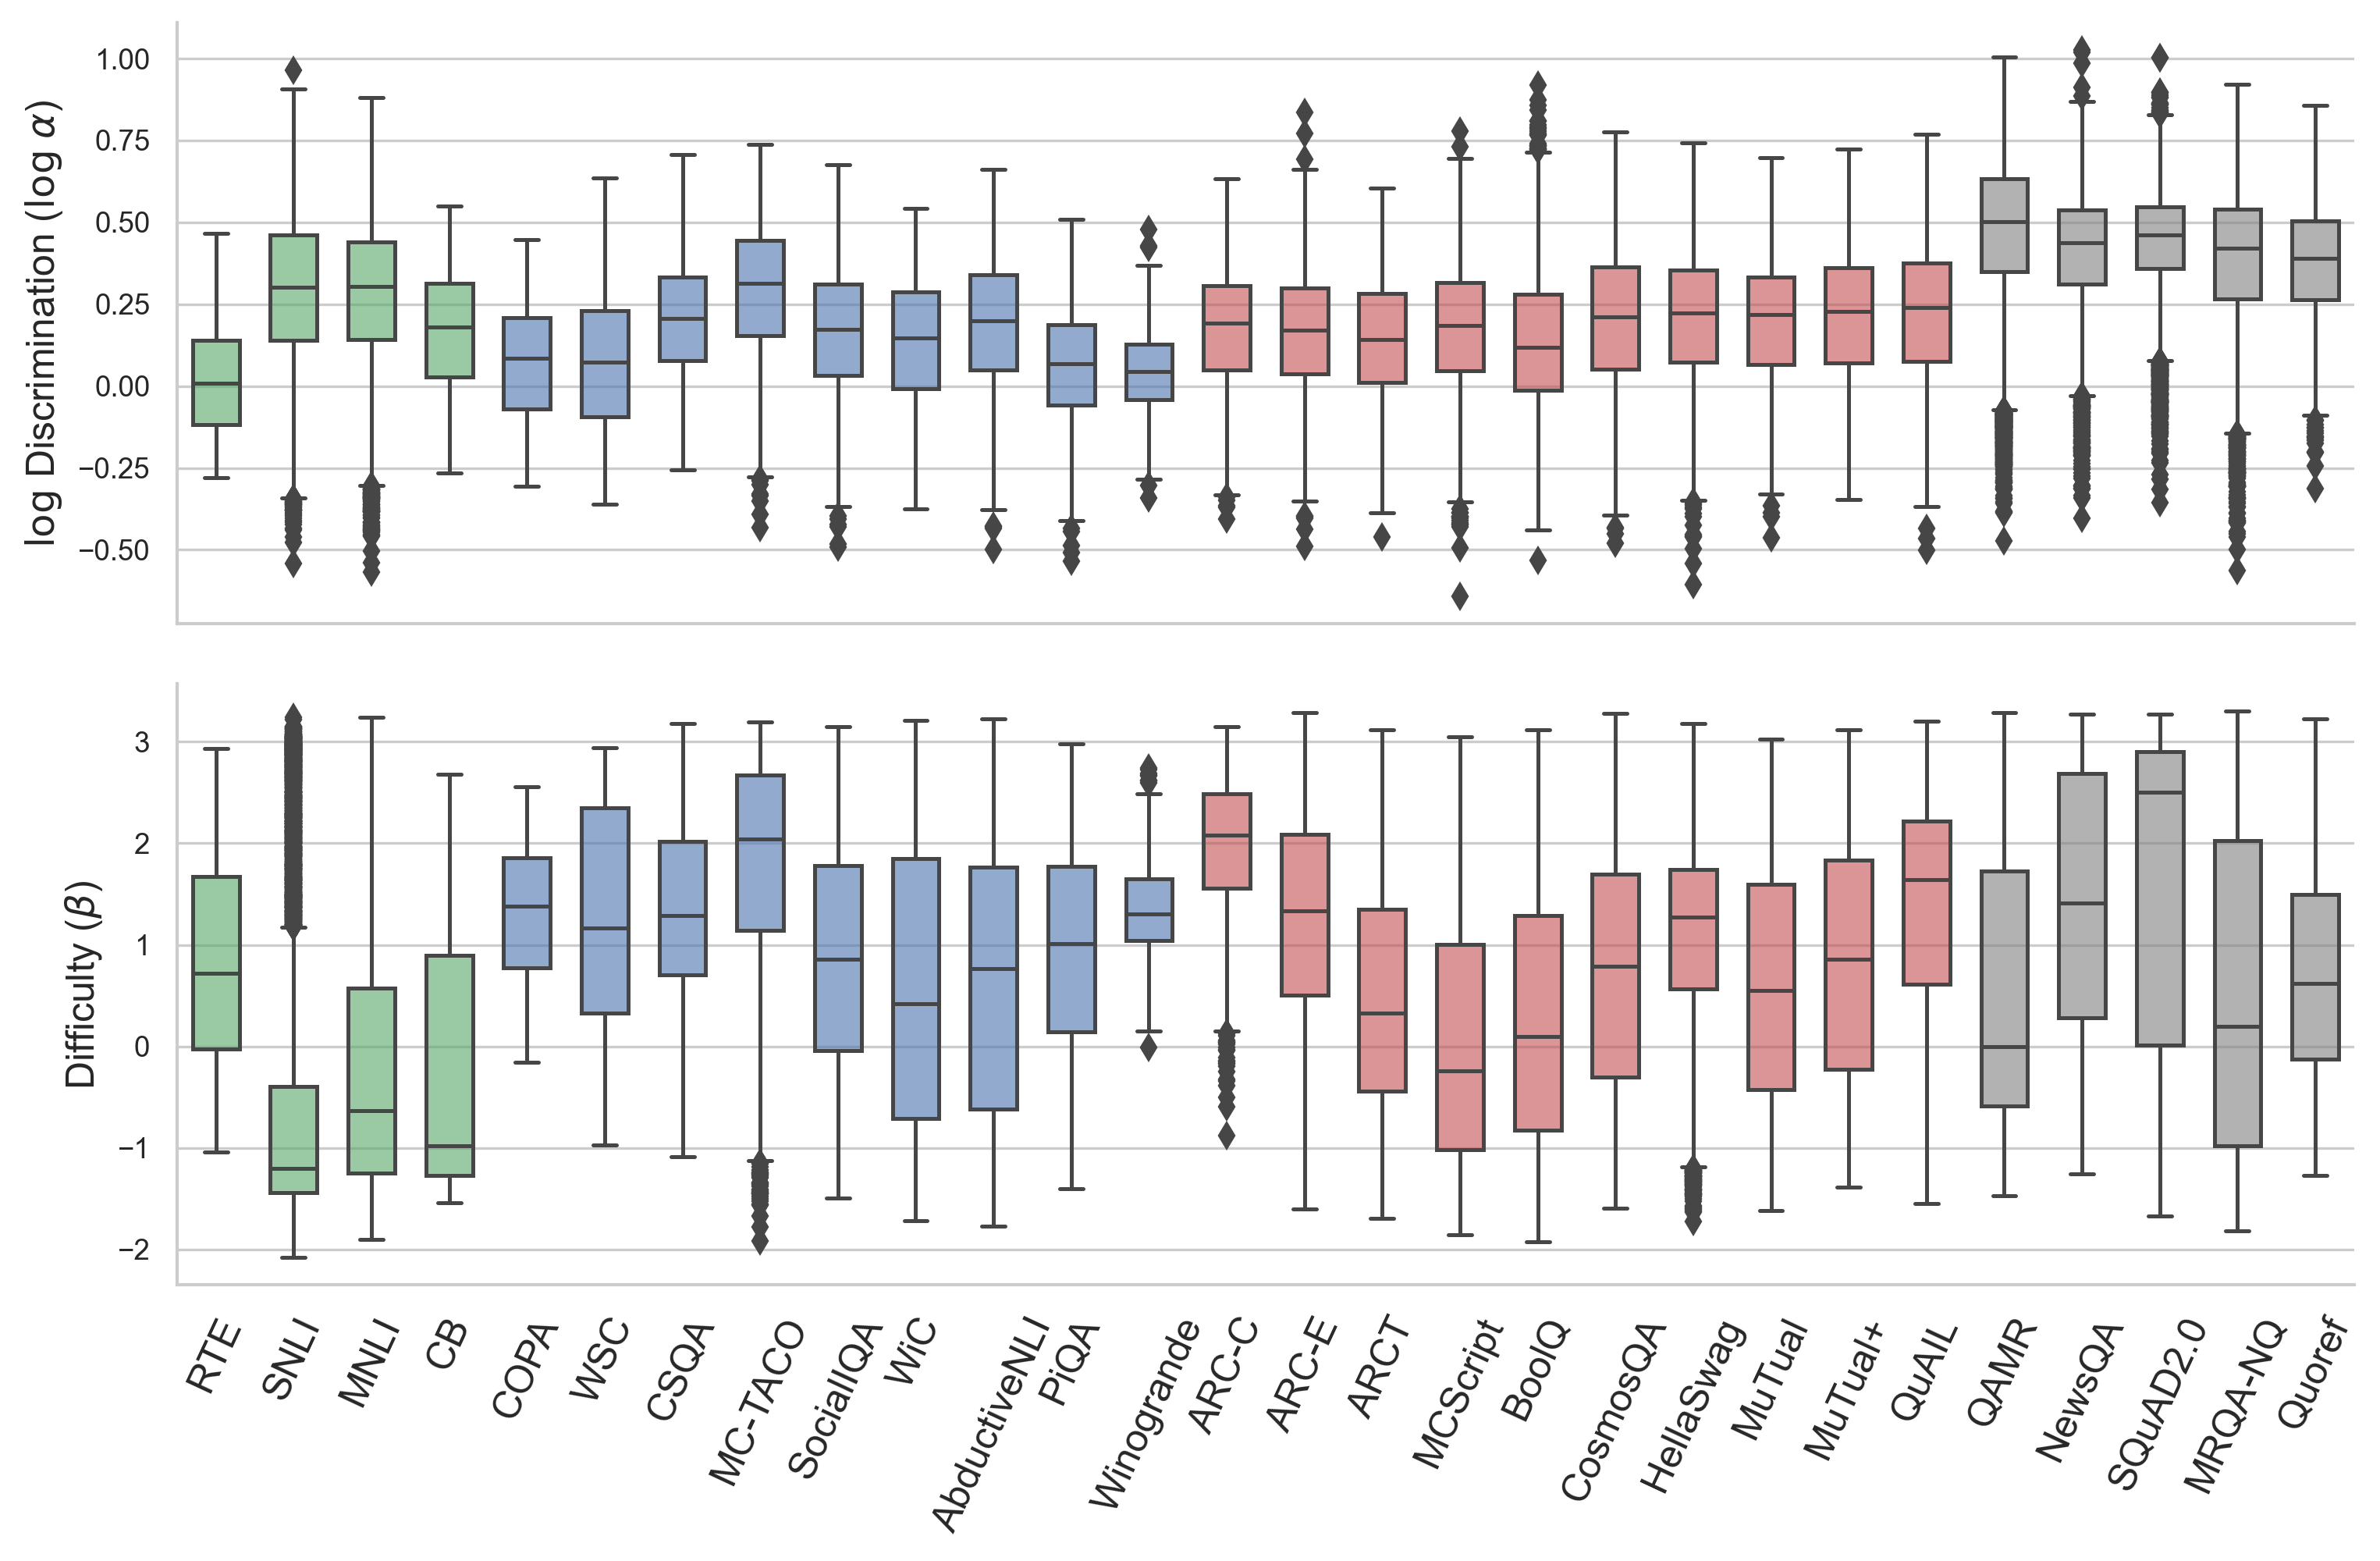 log Discrimination (log α)
1.00
0.75
0.50
0.25
0.00
−0.25
−0.50
Difficulty (β)
3
2
1
0
−1
−2
RTE
SNLI
MNLI
CB
COPA
WSC
CSQA
MC-TACO
SocialIQA
WiC
AbductiveNLI
PiQA
Winogrande
ARC-C
ARC-E
ARCT
MCScript
BoolQ
CosmosQA
HellaSwag
MuTual
MuTual+
QuAIL
QAMR
NewsQA
SQuAD2.0
MRQA-NQ
Quoref